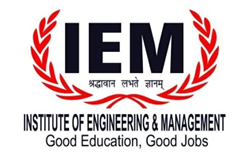 IEM
श्रद्धावान लभते ज्ञानम्
INSTITUTE OF ENGINEERING & MANAGEMENT
Good Education, Good Jobs